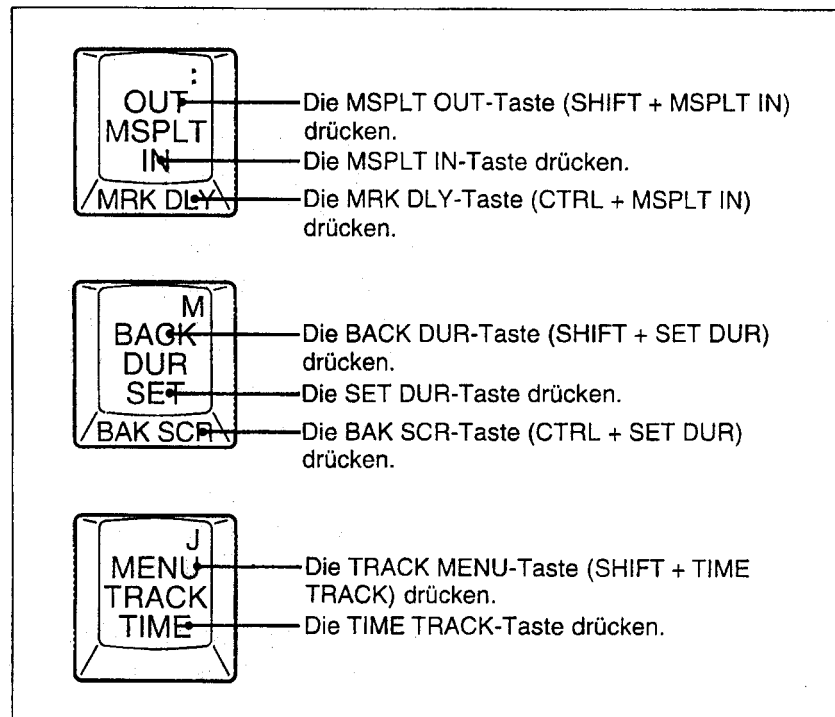 :
OUT
MSPLT
IN
MRK DLY
Die MSPLT OUT-Taste (SHIFT + MSPLT IN)
drücken.
Die MSPLT IN-Taste drücken.
Die MRK DLY-Taste (CTRL + MSPLT IN)
drücken.
M
BACK
DUR
SET
BAK SCR
Die BACK DUR-Taste (SHIFT + SET DUR)
drücken.
Die SET DUR-Taste drücken.
Die BAK SCR-Taste (CTRL + SET DUR)
drücken.
J
MENU
TRACK
TIME
Die TRACK MENU-Taste (SHIFT + TIME
TRACK) drücken.
Die TIME TRACK-Taste drücken.